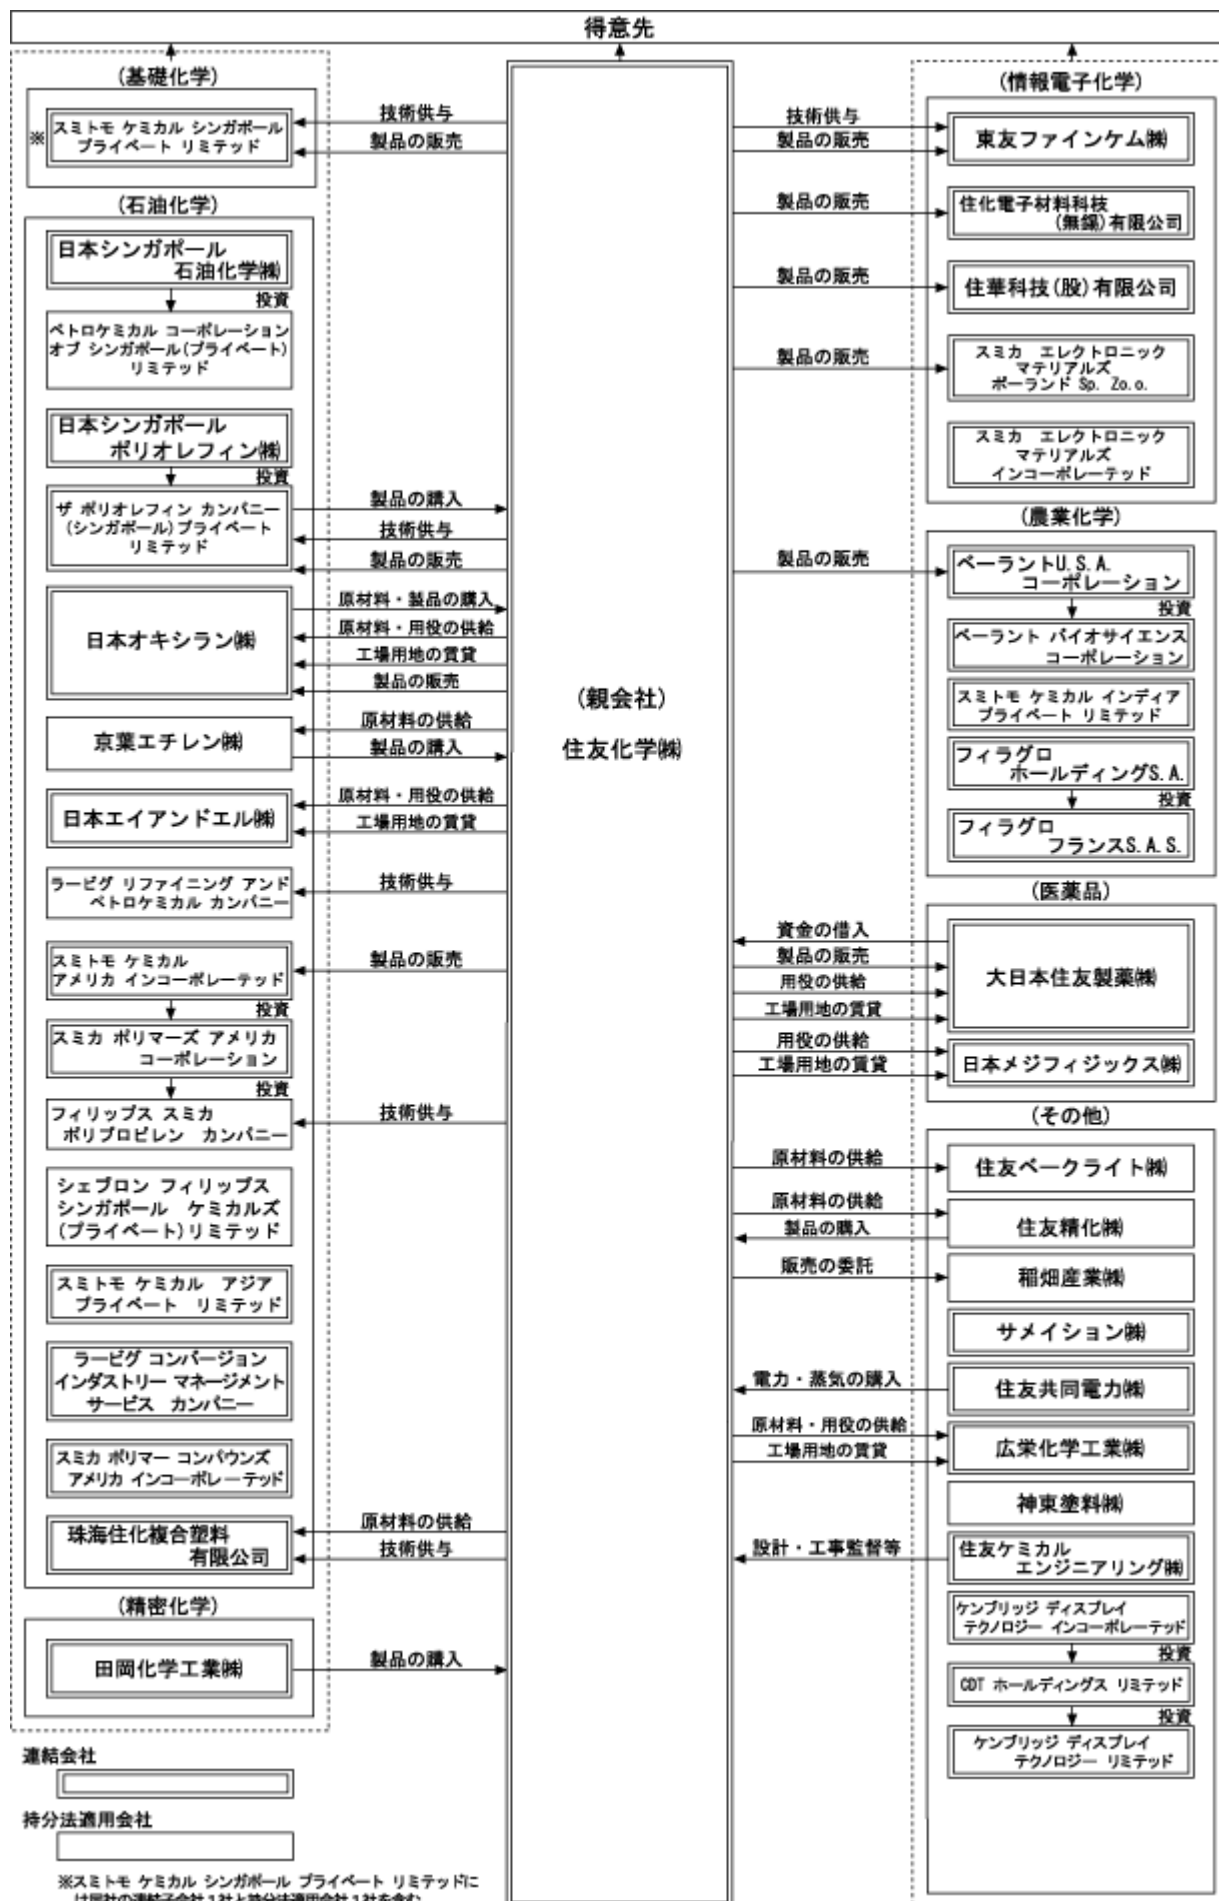 得意先
(基礎化学)
※
スミトモ ケミカル シンガポール
プライベート リミテッド
技術供与
製品の販売
(石油化学)
日本シンガポール
石油化学㈱
投資
ペトロケミカル コーポレーション
オブ シンガポール(プライベート)
リミテッド
日本シンガポール
ポリオレフィン㈱
投資
ザ ポリオレフィン カンパニー
(シンガポール)プライベート
リミテッド
製品の購入
技術供与
製品の販売
日本オキシラン㈱
原材料・製品の購入
原材料・用役の供給
工場用地の賃貸
製品の販売
京葉エチレン㈱
原材料の供給
製品の購入
日本エイアンドエル㈱
原材料・用役の供給
工場用地の賃貸
ラービグ リファイニング アンド
ペトロケミカル カンパニー
技術供与
スミトモ ケミカル
アメリカ インコーポレーテッド
製品の販売
投資
スミカ ポリマーズ アメリカ
コーポレーション
投資
フィリップス スミカ
ポリプロピレン カンパニー
技術供与
シェブロン フィリップス
シンガポール ケミカルズ
(プライベート)リミテッド
スミトモ ケミカル アジア
プライベート リミテッド
ラービグ コンバージョン
インダストリー マネージメント
サービス カンパニー
スミカ ポリマー コンパウンズ
アメリカ インコーポレーテッド
珠海住化複合塑料
有限公司
原材料の供給
技術供与
(精密化学)
田岡化学工業㈱
製品の購入
連結会社
持分法適用会社
※スミトモ ケミカル シンガポール プライベート リミテッドに
は同社の連結子会社1社と持分法適用会社1社を含む
(親会社)
住友化学㈱
(情報電子化学)
技術供与
製品の販売
東友ファインケム㈱
製品の販売
住化電子材料科技
(無錫)有限公司
製品の販売
住華科技(股)有限公司
製品の販売
スミカ エレクトロニック
マテリアルズ
ポーランド Sp. Zo.o.
スミカ エレクトロニック
マテリアルズ
インコーポレーテッド
(農業化学)
製品の販売
ベーラントU.S.A.
コーポレーション
投資
ベーラント バイオサイエンス
コーポレーション
スミトモ ケミカル インディア
プライベート リミテッド
フィラグロ
ホールディングS.A.
投資
フィラグロ
フランスS.A.S.
(医薬品)
資金の借入
製品の販売
用役の供給
工場用地の賃貸
大日本住友製薬㈱
用役の供給
工場用地の賃貸
日本メジフィジックス㈱
(その他)
原材料の供給
住友ベークライト㈱
原材料の供給
製品の購入
住友精化㈱
販売の委託
稲畑産業㈱
サメイション㈱
電力・蒸気の購入
住友共同電力㈱
原材料・用役の供給
工場用地の賃貸
広栄化学工業㈱
神東塗料㈱
設計・工事監督等
住友ケミカル
エンジニアリング㈱
ケンブリッジ ディスプレイ
テクノロジー インコーポレーテッド
投資
CDT ホールディングス リミテッド
投資
ケンブリッジ ディスプレイ
テクノロジー リミテッド